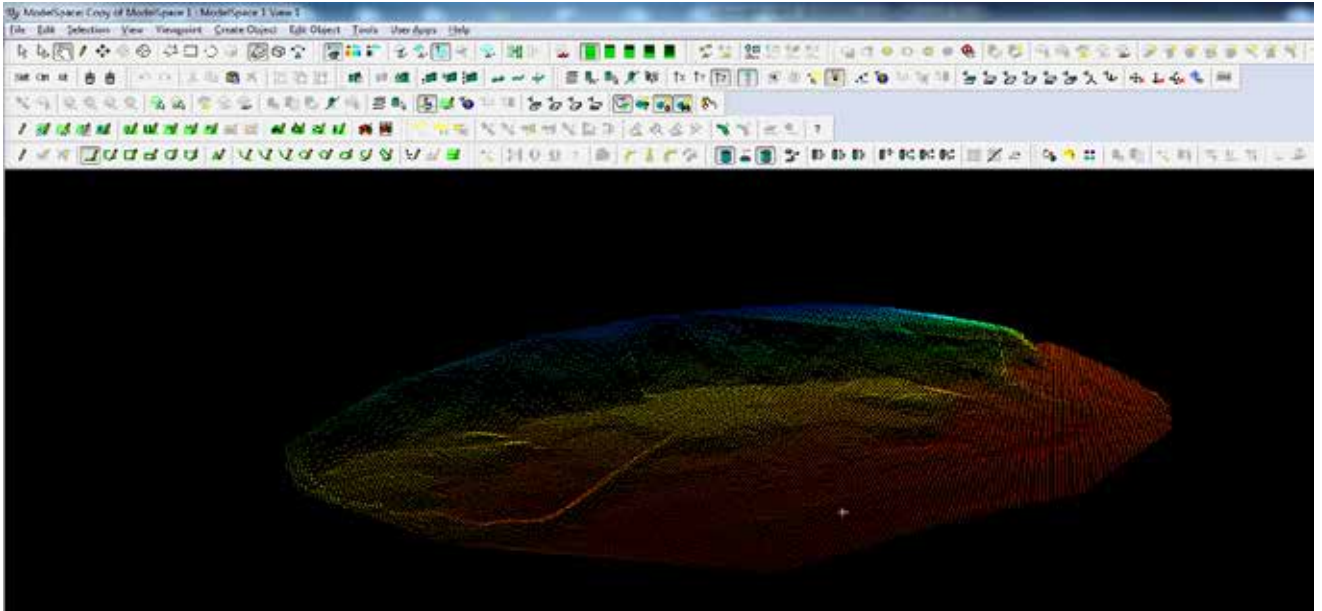 ModelSpace: Copy of ModelSpace 1 : ModelSpace 1 View 1
File Edit Selection View Viewpoint Create Object Edit Object Tools User Apps Help